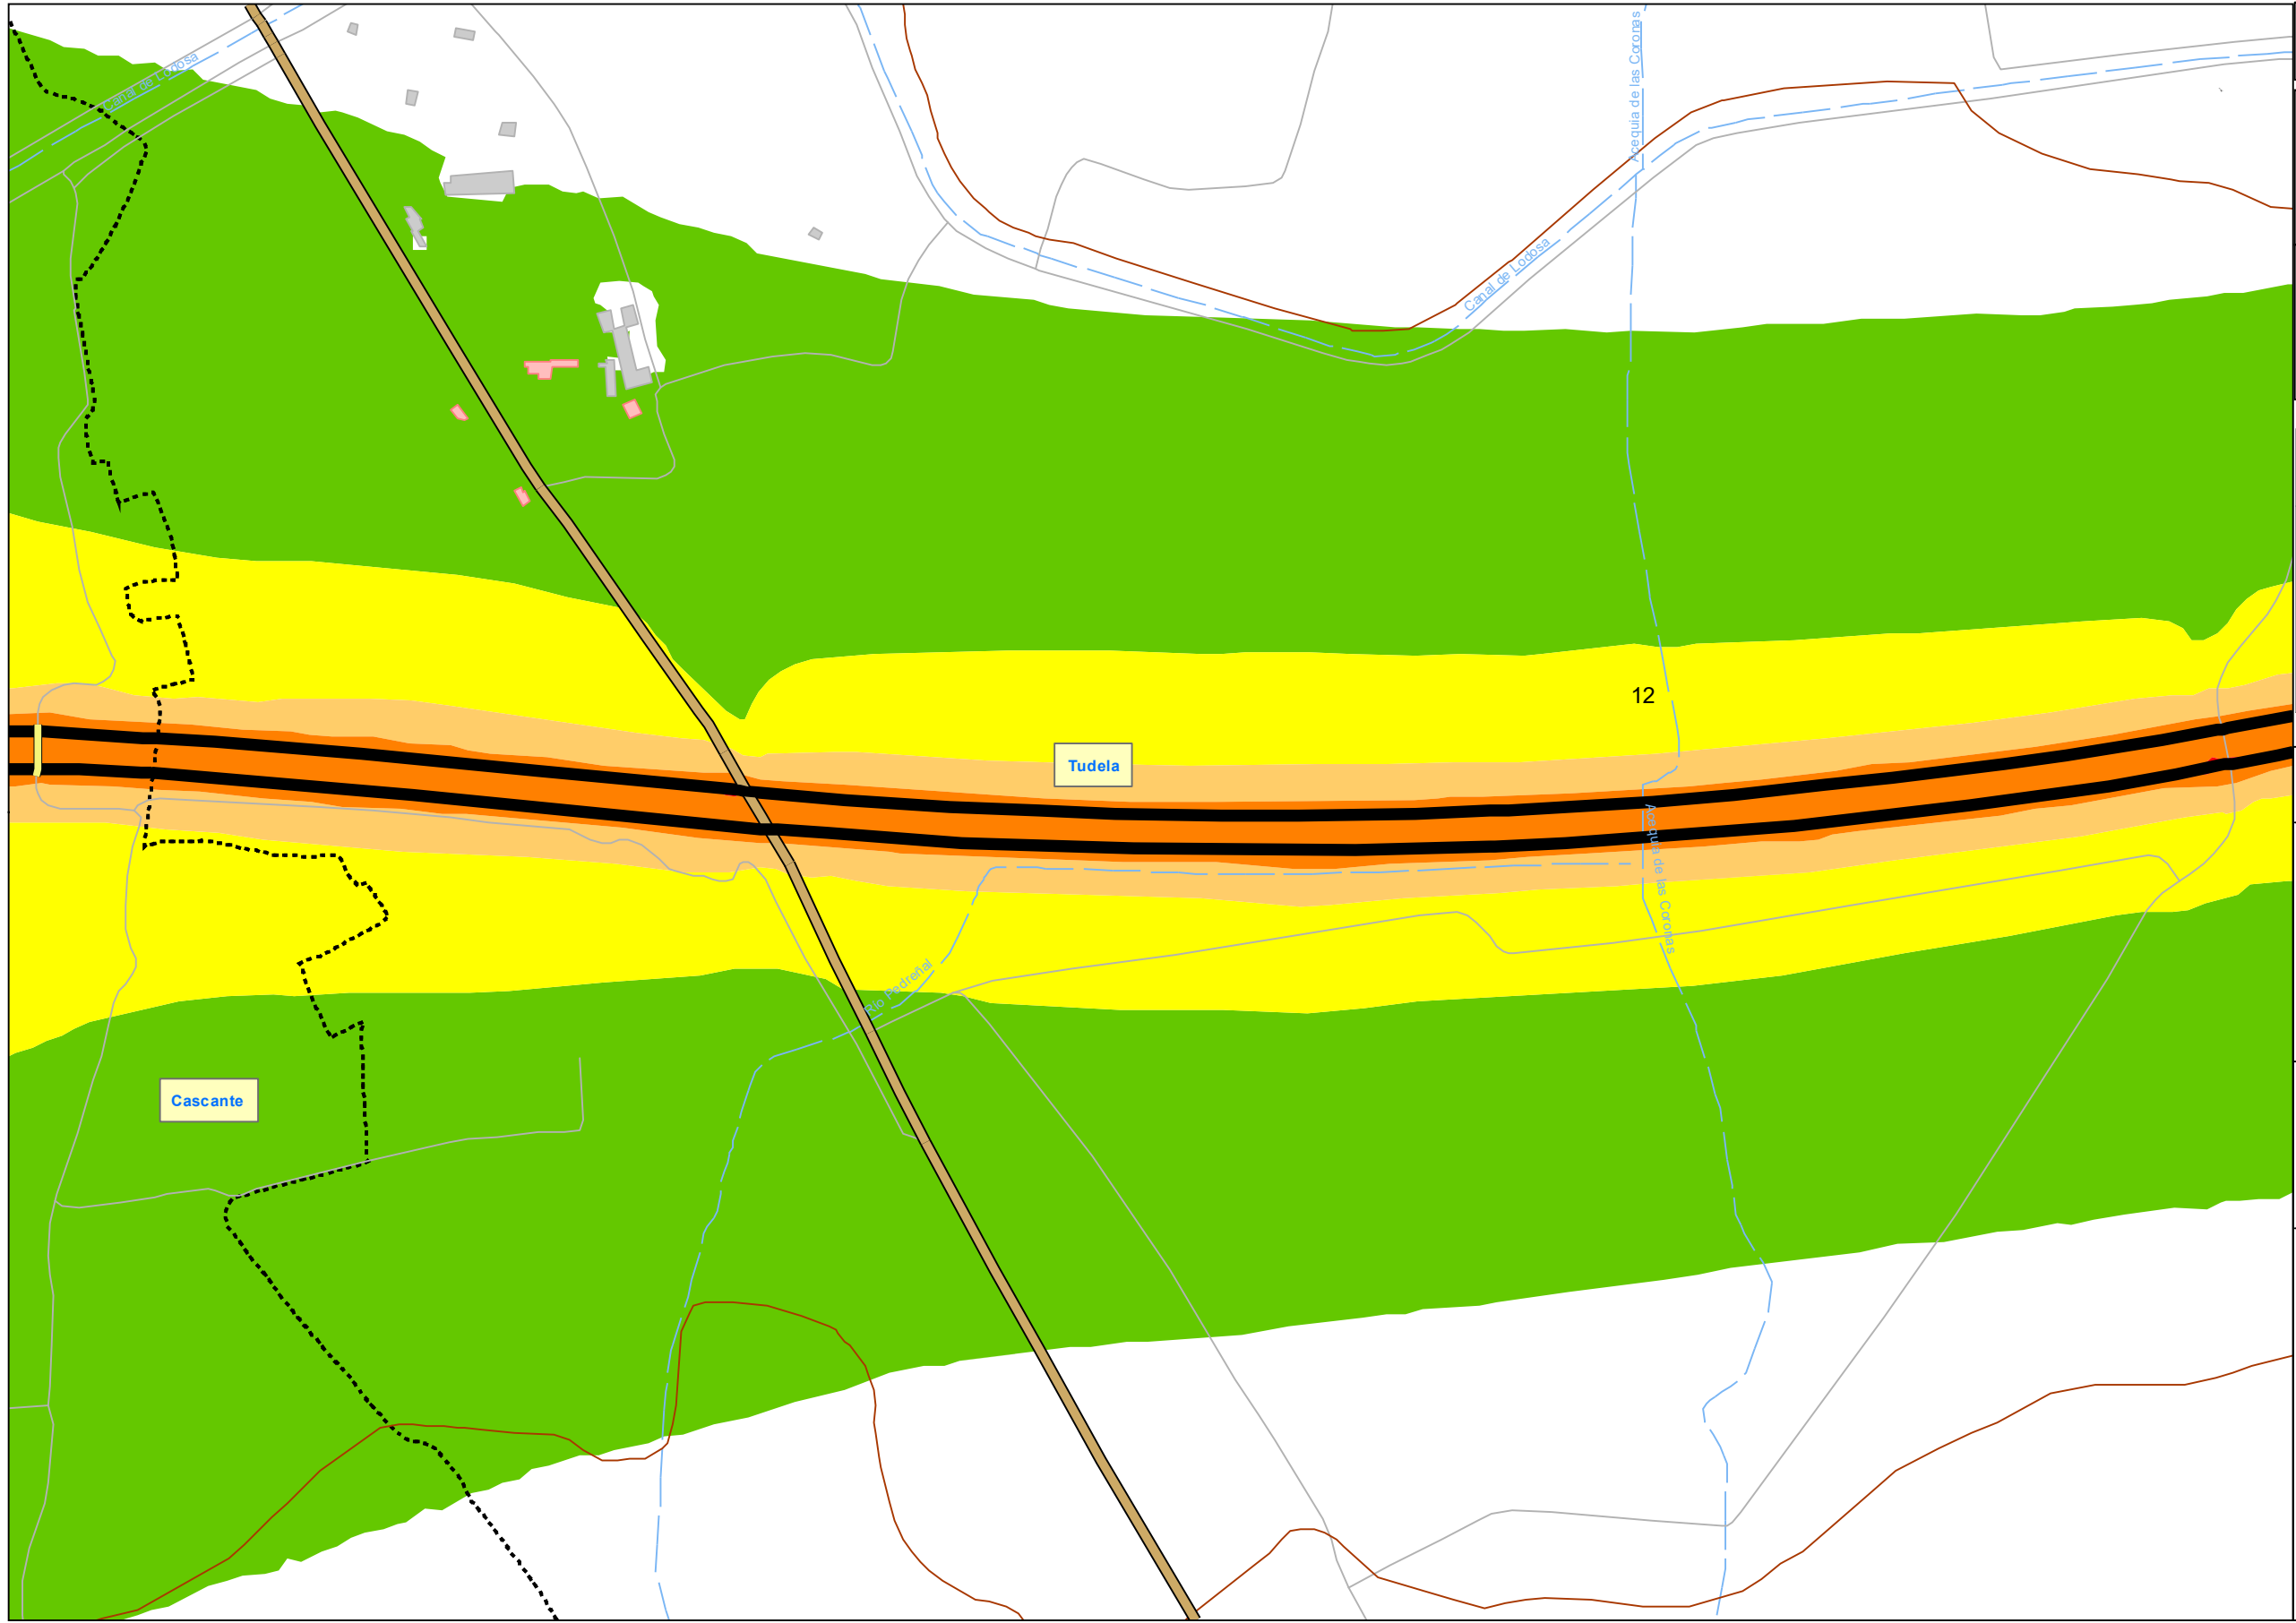 Canal de Lodosa
Acequia de las Coronas
Canal de Lodosa
12
Tudela
Acequia de las Coronas
Río Pedreñal
Cascante